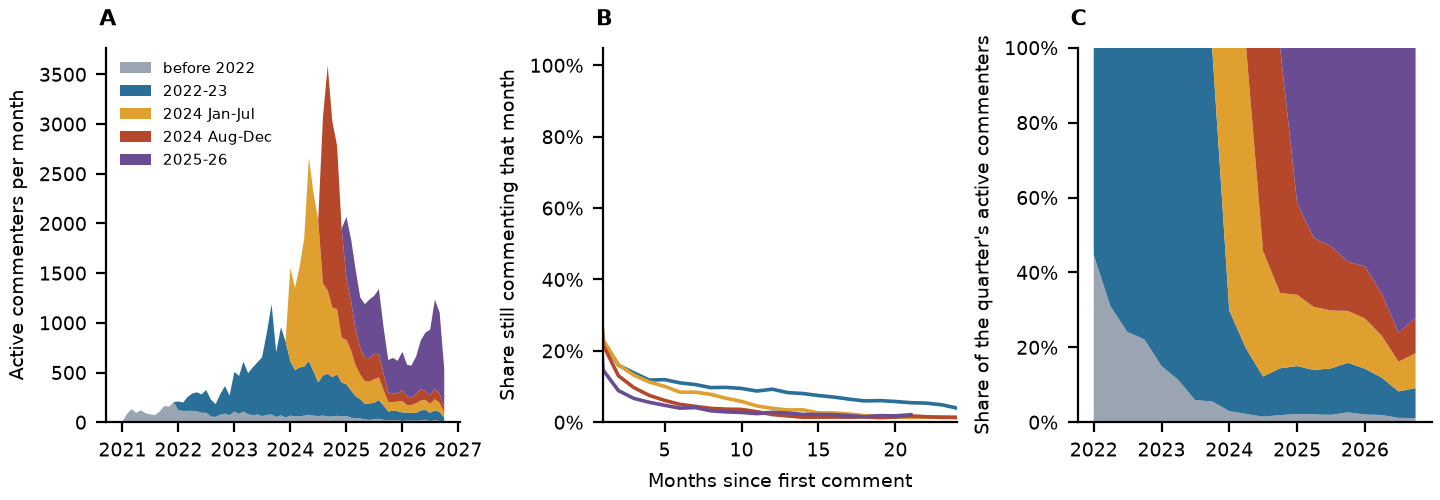 A
Active commenters per month
3500
3000
2500
2000
1500
1000
500
0
before 2022
2022-23
2024 Jan-Jul
2024 Aug-Dec
2025-26
2021 2022 2023 2024 2025 2026 2027
B
Share still commenting that month
100%
80%
60%
40%
20%
0%
5 10 15 20
Months since first comment
C
Share of the quarter's active commenters
100%
80%
60%
40%
20%
0%
2022 2023 2024 2025 2026